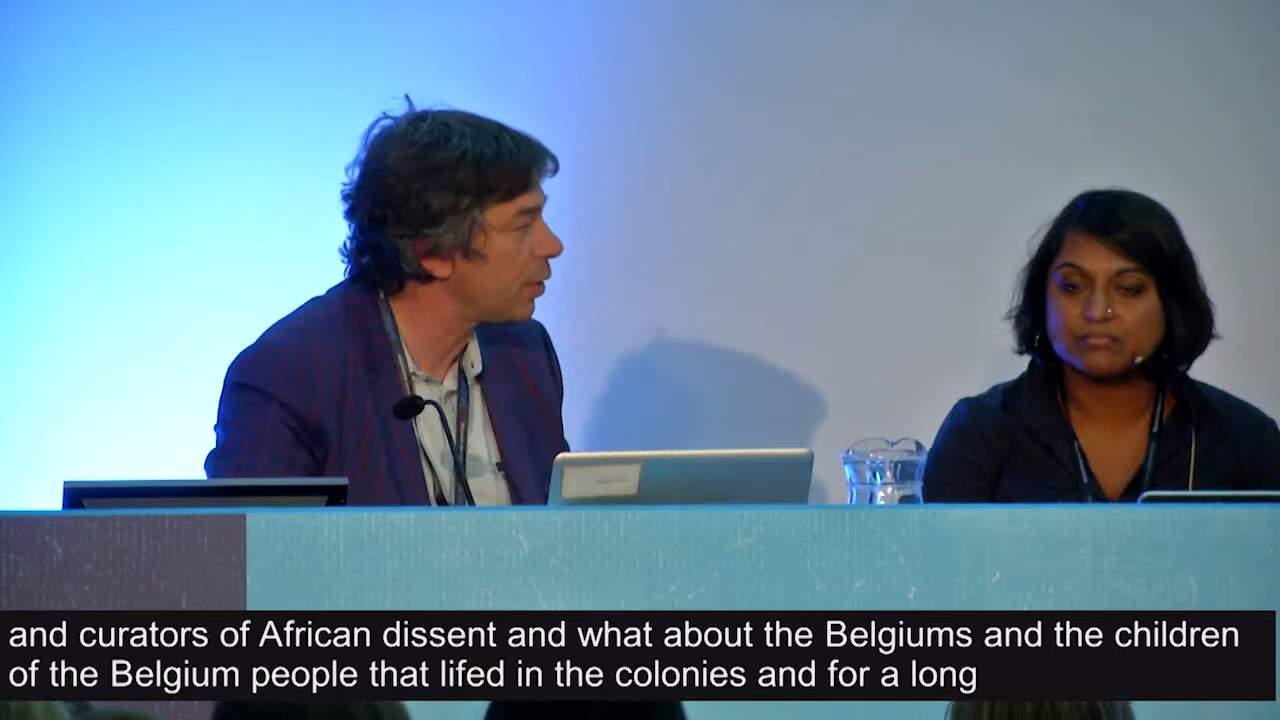 and curators of African dissent and what about the Belgiums and the children
of the Belgium people that lifed in the colonies and for a long